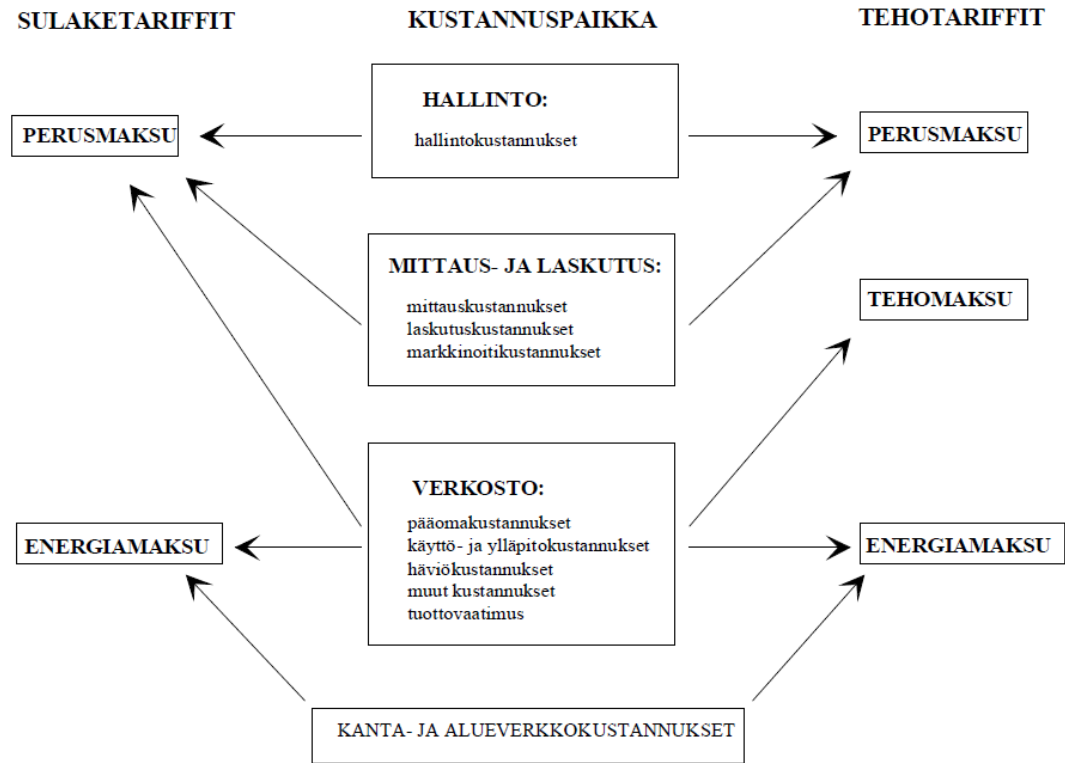 SULAKETARIFFIT
KUSTANNUSPAIKKA
TEHOTARIFFIT
HALLINTO:
hallintokustannukset
PERUSMAKSU
PERUSMAKSU
MITTAUS- JA LASKUTUS:
mittauskustannukset
laskutuskustannukset
markkinoitikustannukset
TEHOMAKSU
VERKOSTO:
pääomakustannukset
käyttö- ja ylläpitokustannukset
häviökustannukset
muut kustannukset
tuottovaatimus
ENERGIAMAKSU
ENERGIAMAKSU
KANTA- JA ALUEVERKKOKUSTANNUKSET